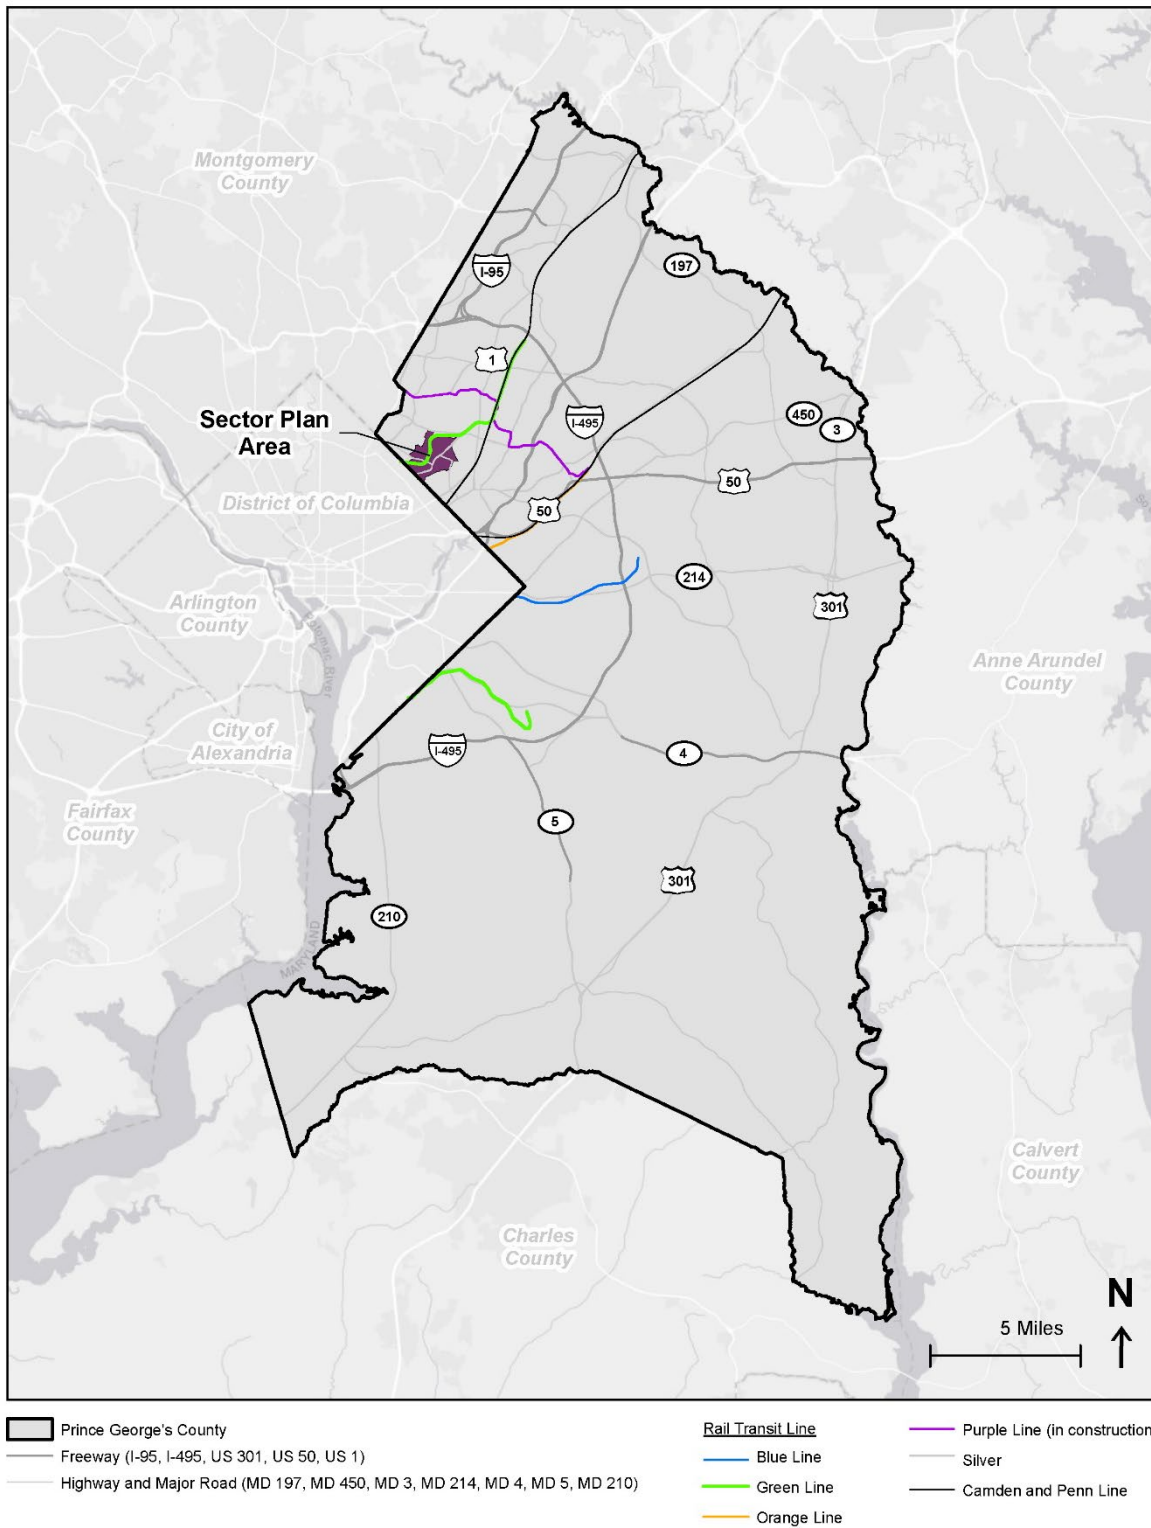 Montgomery
County
197
I-95
1
Sector Plan
Area
450
I-495
3
District of Columbia
50
50
214
Arlington
County
301
Potomac River
Anne Arundel
County
City of
Alexandria
I-495
4
Fairfax
County
5
301
210
MARYLAND
Calvert
County
Charles
County
N
5 Miles
Prince George's County
Freeway (I-95, I-495, US 301, US 50, US 1)
Highway and Major Road (MD 197, MD 450, MD 3, MD 214, MD 4, MD 5, MD 210)
Rail Transit Line
Blue Line
Green Line
Orange Line
Purple Line (in construction
Silver
Camden and Penn Line